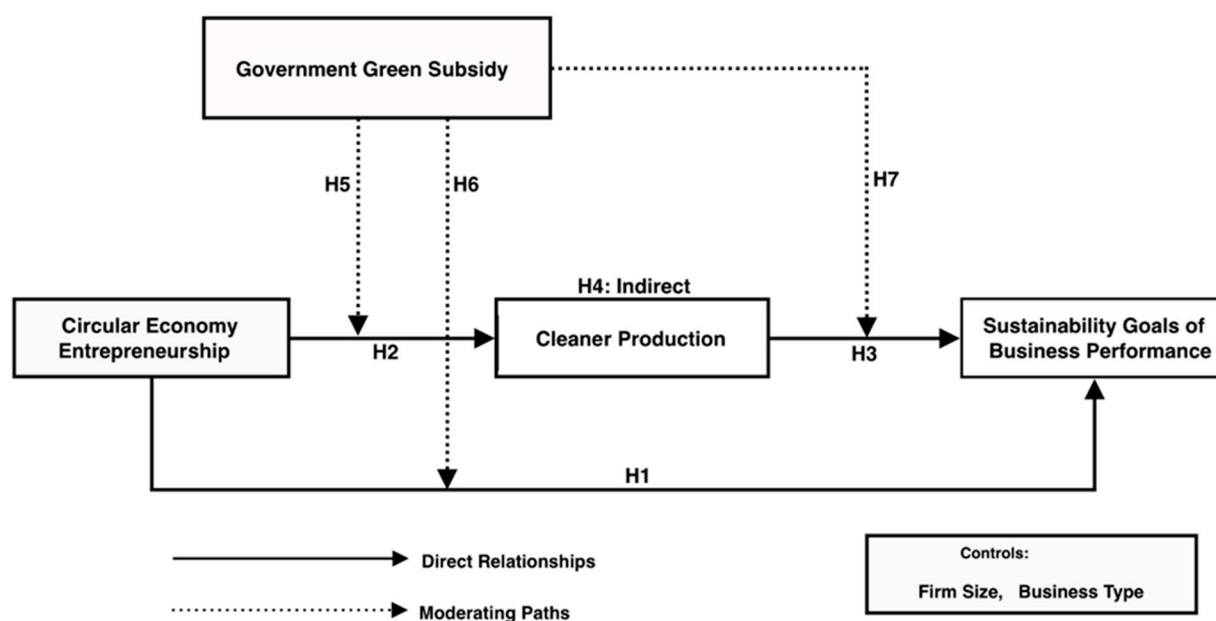 Government Green Subsidy
H5
H6
H7
H4: Indirect
Circular Economy
Entrepreneurship
H2
Cleaner Production
H3
Sustainability Goals of
Business Performance
H1
Direct Relationships
Moderating Paths
Controls:
Firm Size, Business Type